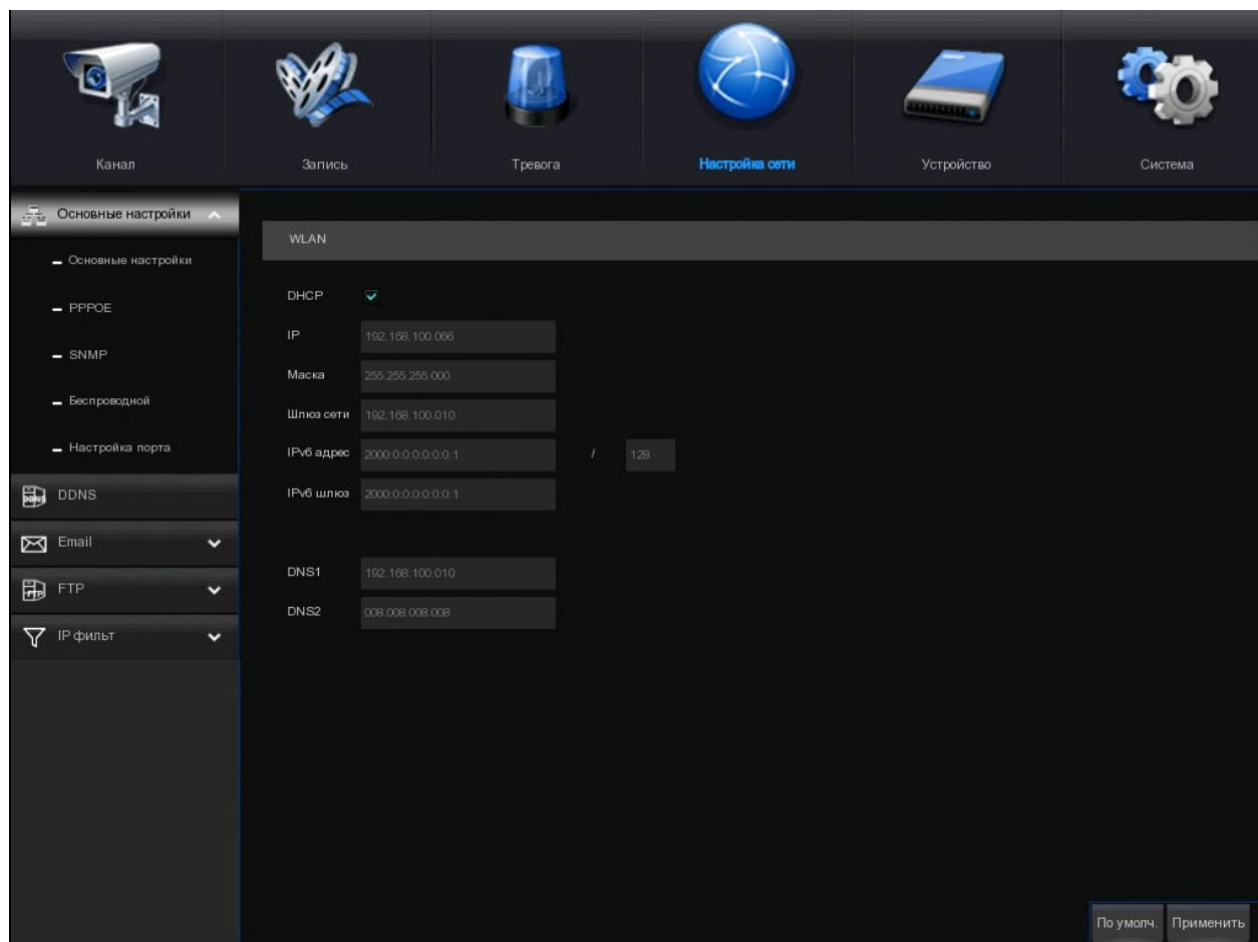 Канал
Запись
Тревога
Настройка сети
Устройство
Система
Основные настройки
Основные настройки
PPPOE
SNMP
Беспроводной
Настройка порта
DDNS
Email
FTP
IP фильт
WLAN
DHCP
IP 192.168.100.066
Маска 255.255.255.000
Шлюз сети 192.168.100.010
IPv6 адрес 2000:0:0:0:0:0:0:1 / 128
IPv6 шлюз 2000:0:0:0:0:0:0:1
DNS1 192.168.100.010
DNS2 008.008.008.008
По умолч. Применить